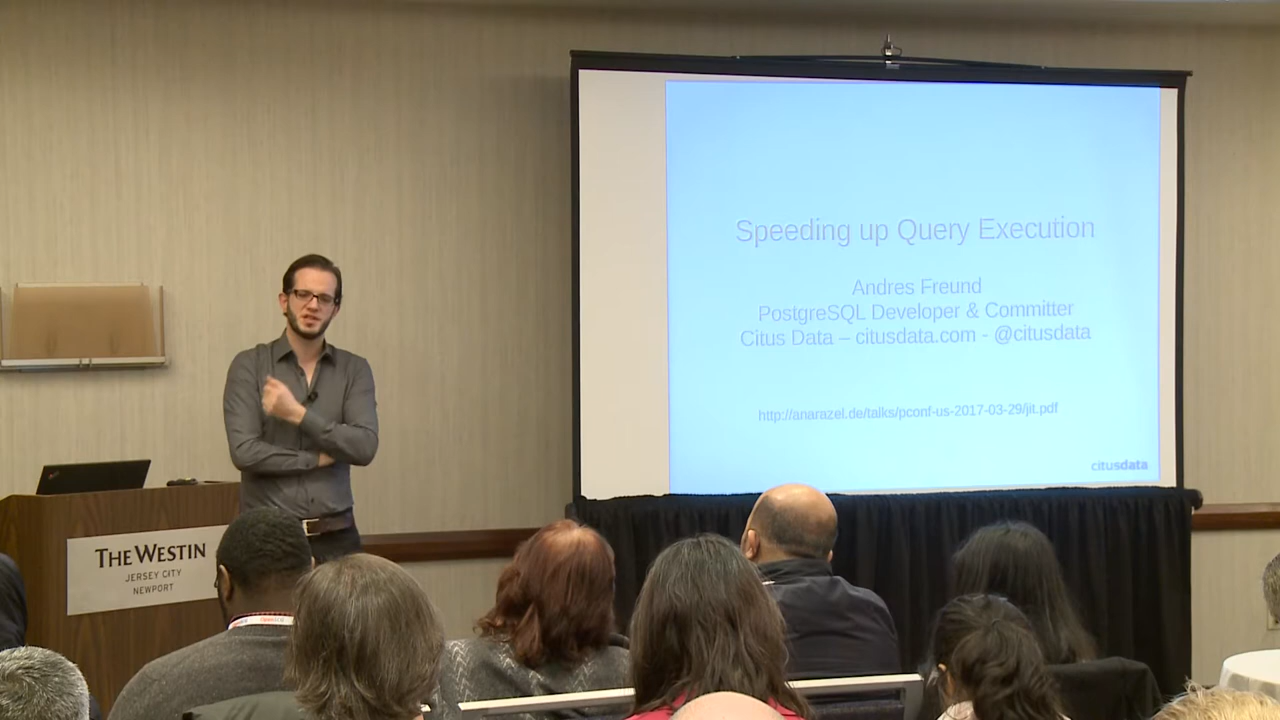 Speeding up Query Execution
Andres Freund
PostgreSQL Developer & Committer
Citus Data – citusdata.com - @citusdata
http://anarazel.de/talks/pconf-us-2017-03-29/jit.pdf
citusdata
THE WESTIN
JERSEY CITY
NEWPORT